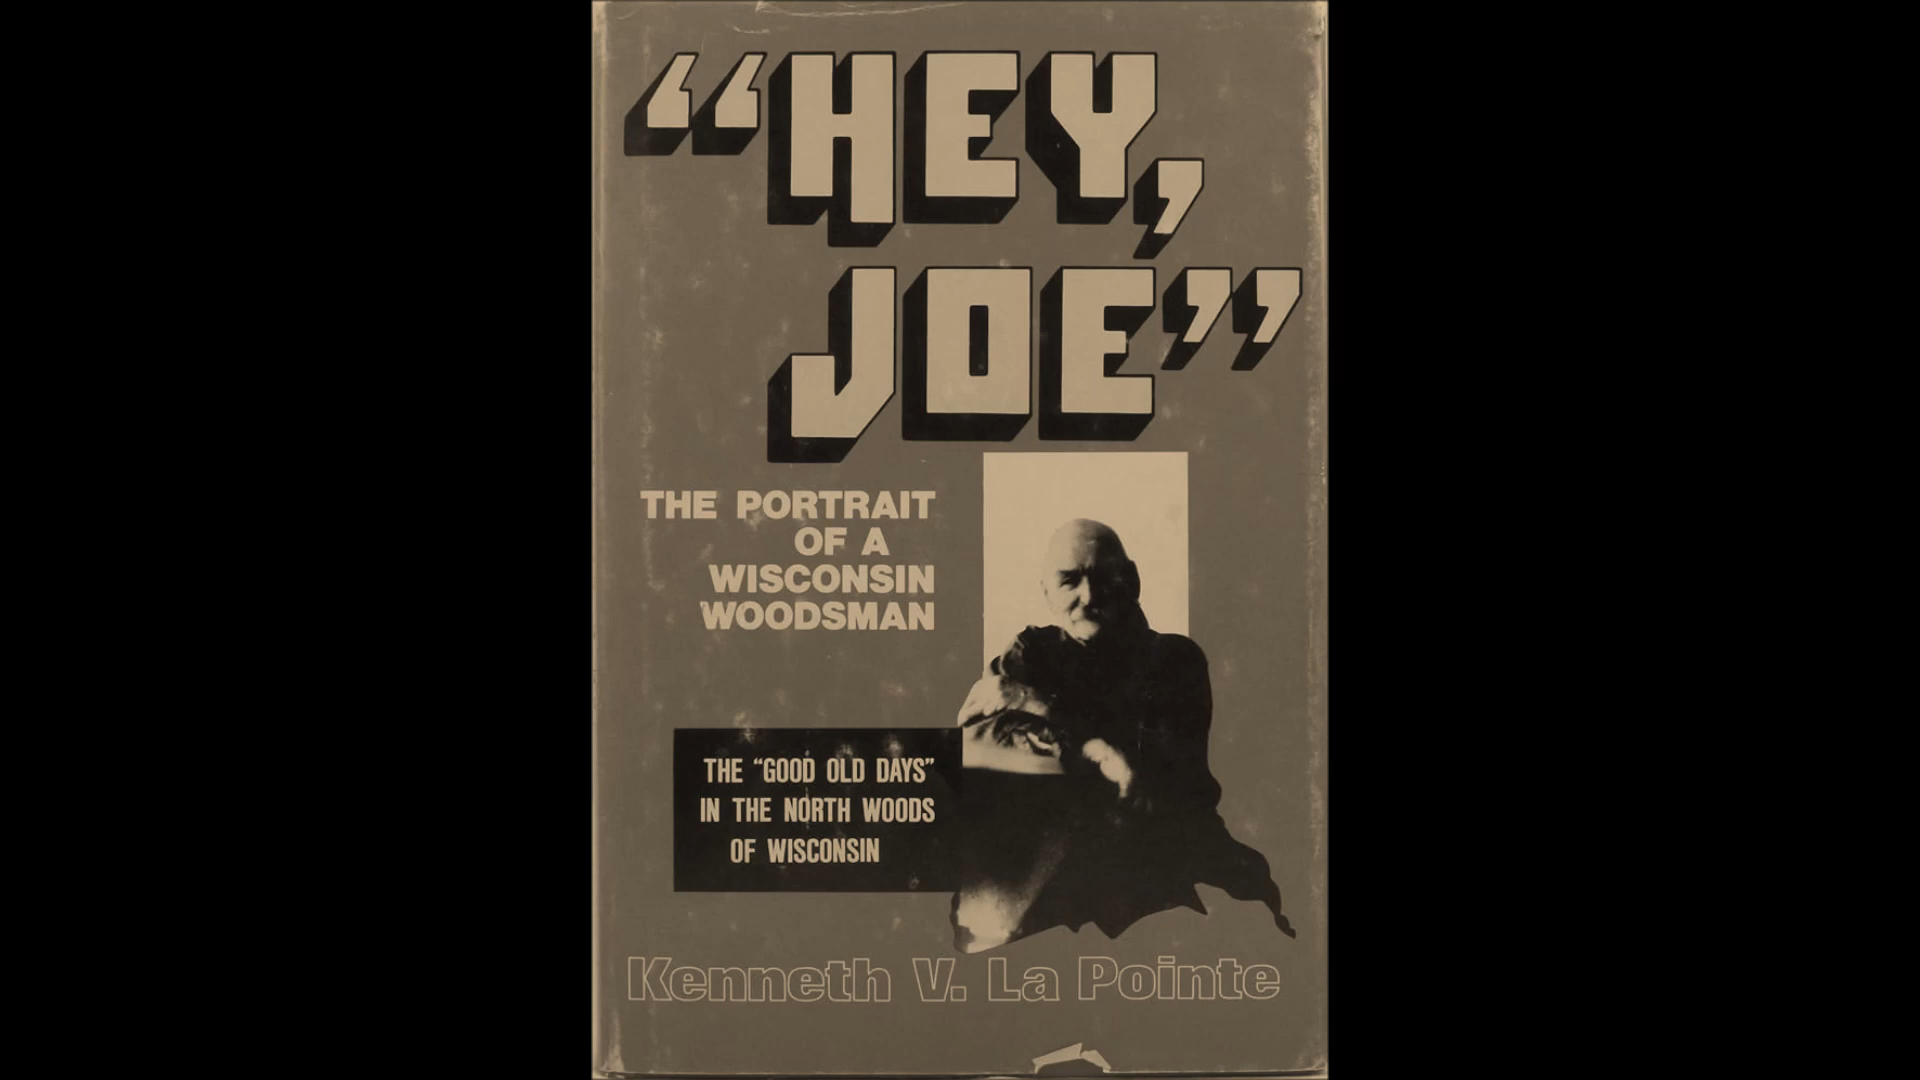 “HEY,
JOE”
THE PORTRAIT
OF A
WISCONSIN
WOODSMAN
THE “GOOD OLD DAYS”
IN THE NORTH WOODS
OF WISCONSIN
Kenneth V. La Pointe